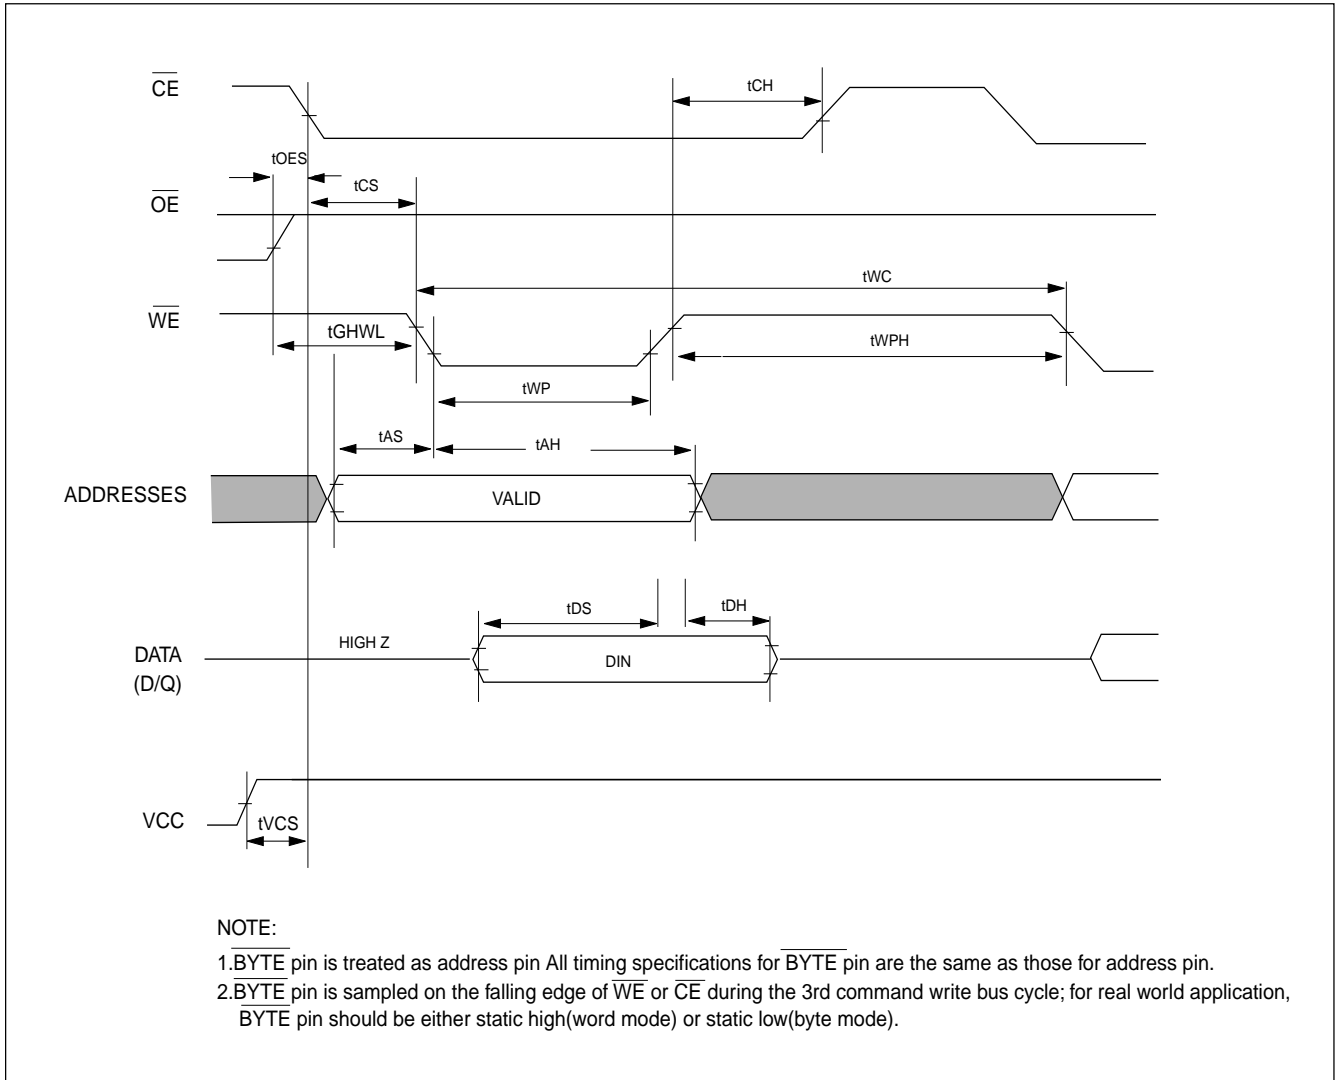 CE
tCH
tOES
tCS
OE
tWC
WE
tGHWL
tWPH
tWP
tAS
tAH
ADDRESSES
VALID
tDS
tDH
HIGH Z
DATA
(D/Q)
DIN
VCC
tVCS
NOTE:
1.BYTE pin is treated as address pin All timing specifications for BYTE pin are the same as those for address pin.
2.BYTE pin is sampled on the falling edge of WE or CE during the 3rd command write bus cycle; for real world application,
BYTE pin should be either static high(word mode) or static low(byte mode).